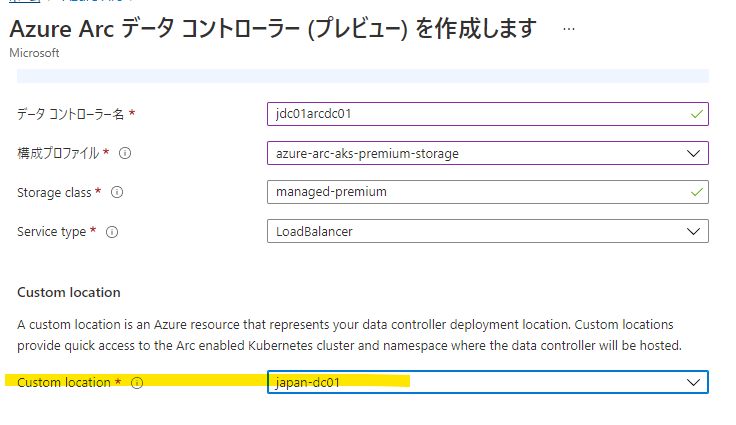 Azure Arc データ コントローラー (プレビュー) を作成します ...
Microsoft
データ コントローラー名 * jdc01arcdc01
構成プロファイル * azure-arc-aks-premium-storage
Storage class * managed-premium
Service type * LoadBalancer
Custom location
A custom location is an Azure resource that represents your data controller deployment location. Custom locations
provide quick access to the Arc enabled Kubernetes cluster and namespace where the data controller will be hosted.
Custom location * japan-dc01